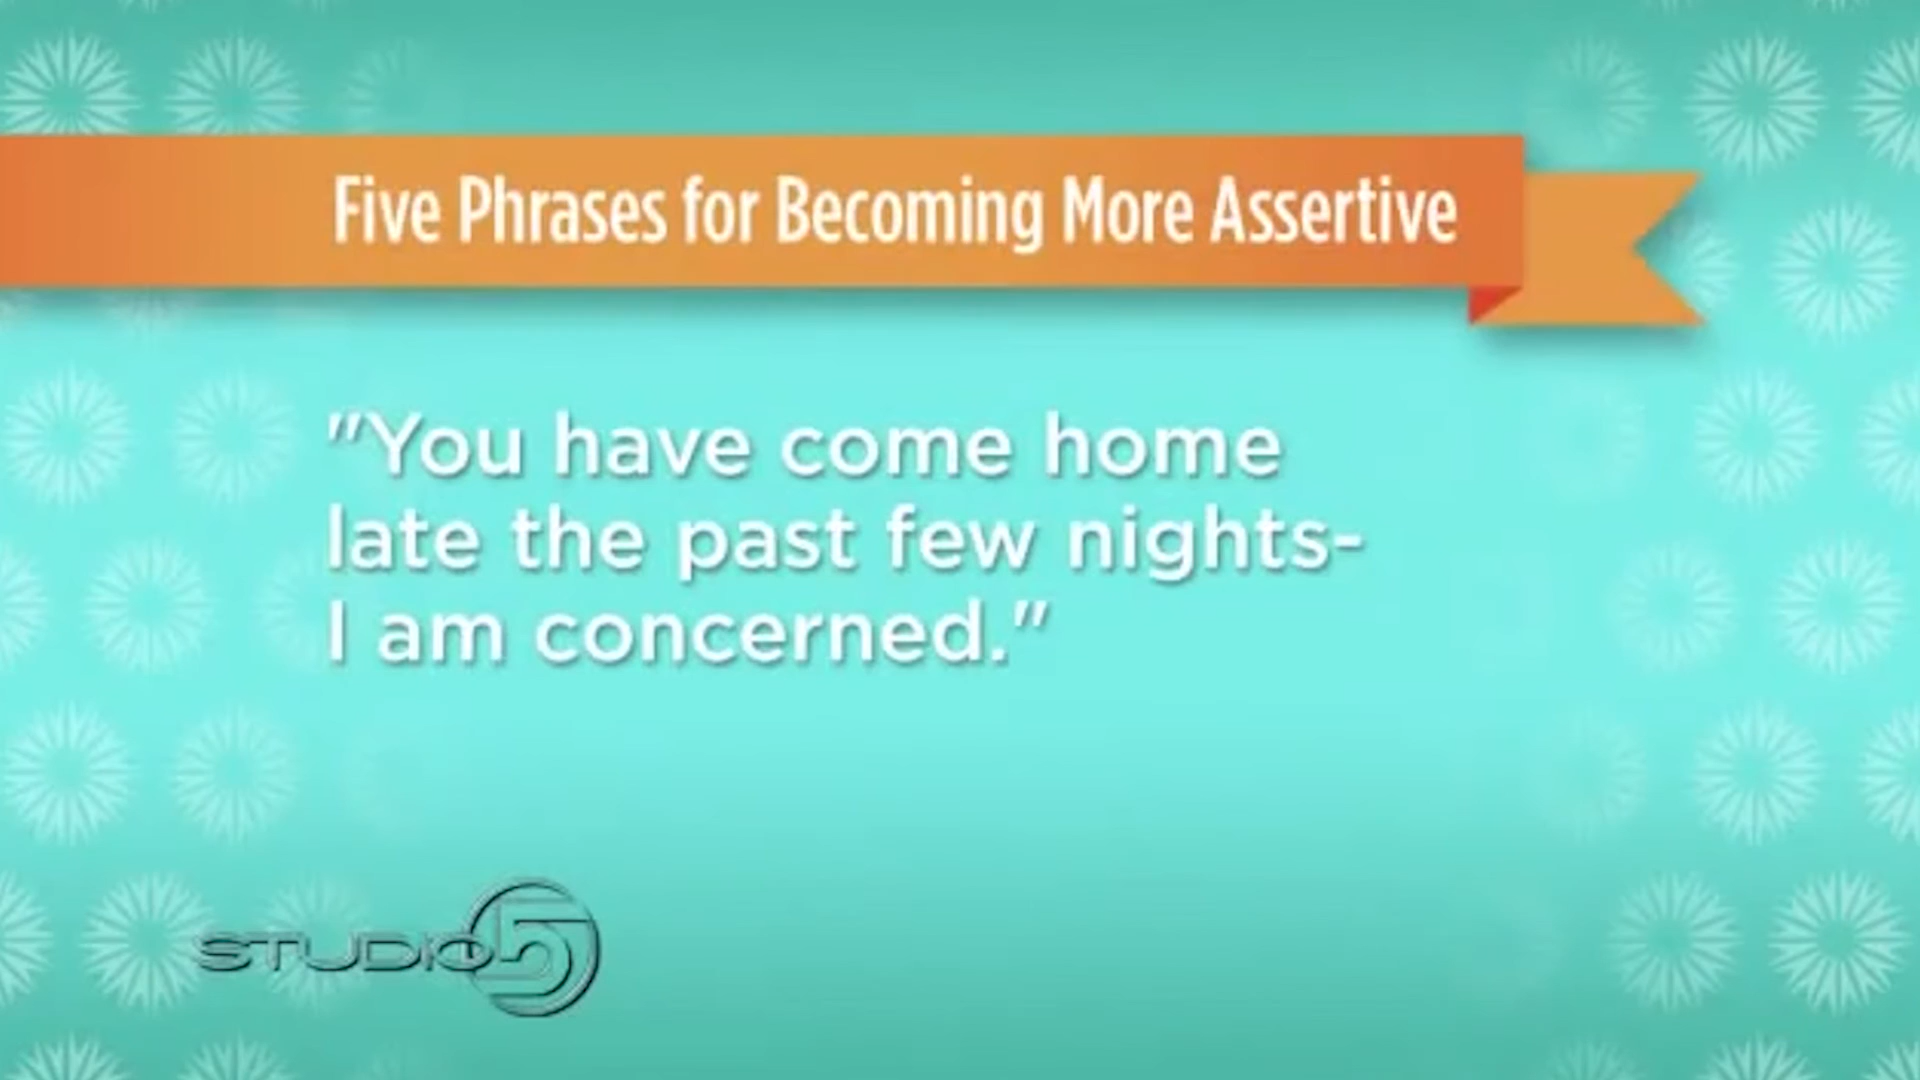 Five Phrases for Becoming More Assertive
"You have come home
late the past few nights-
I am concerned."
STUDIO 5